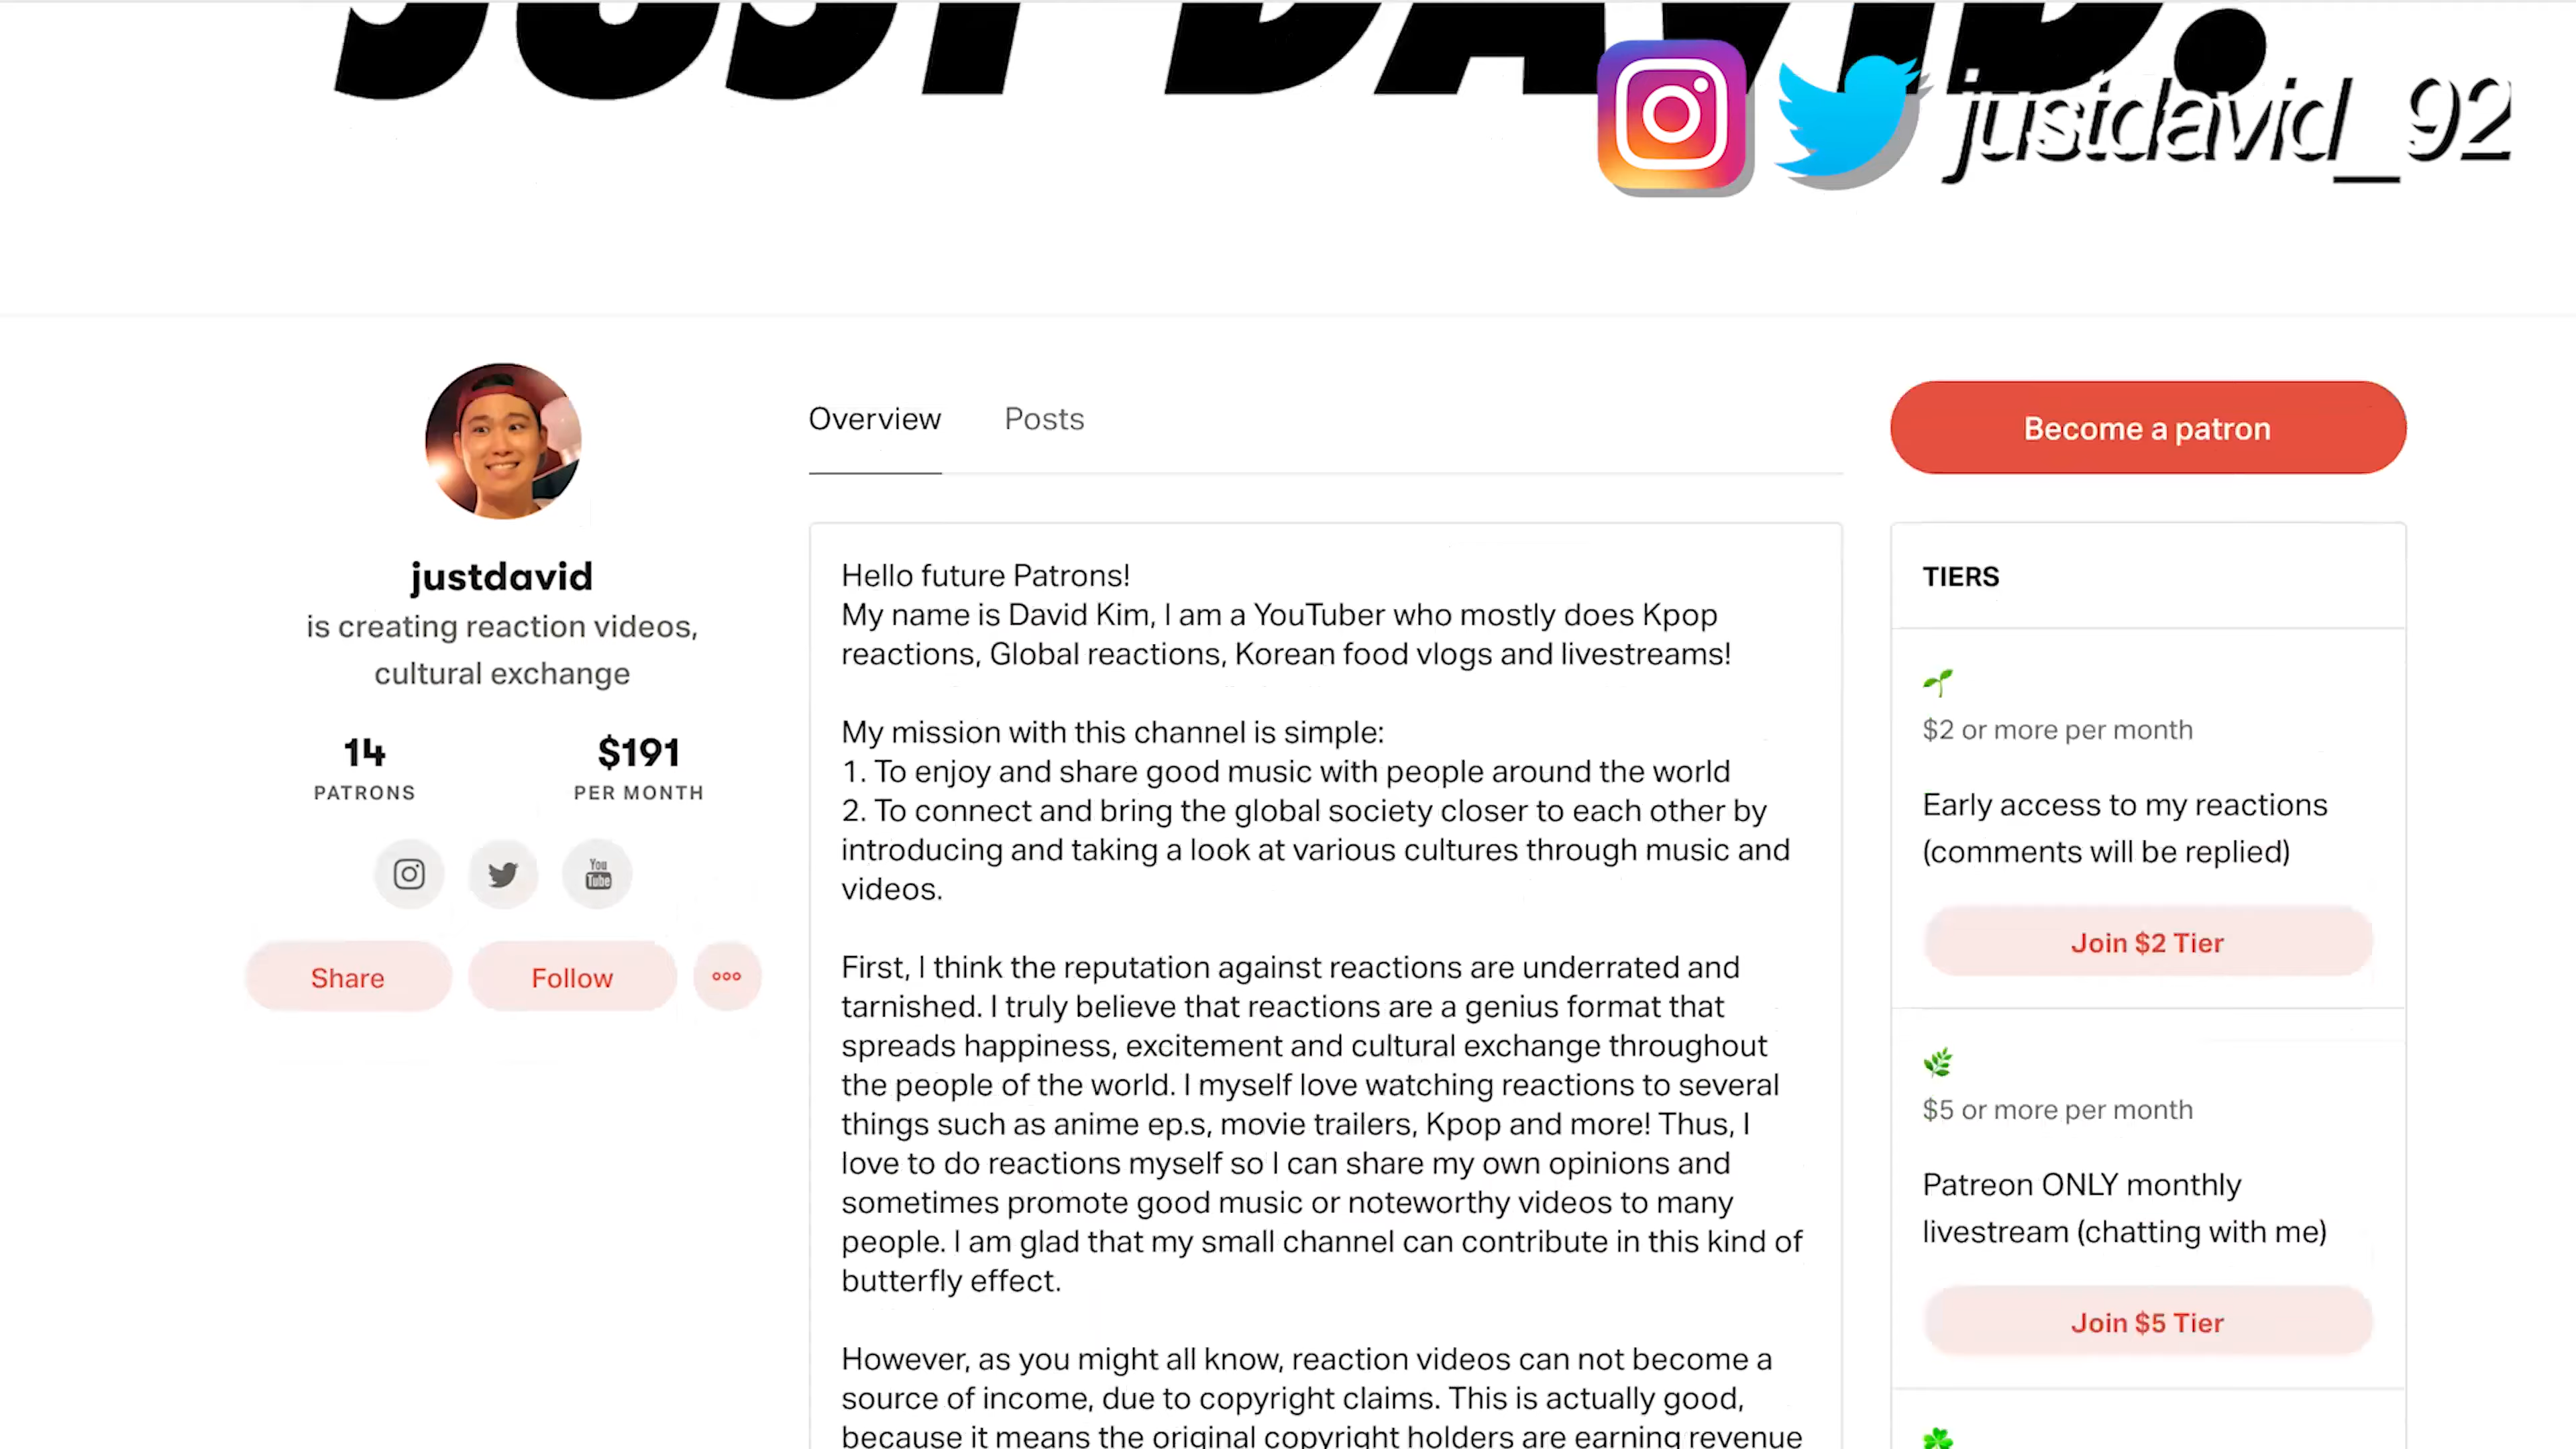 JUST DAVID.
justdavid_92
justdavid
is creating reaction videos,
cultural exchange
14
PATRONS
$191
PER MONTH
You
Tube
Share
Follow
Overview
Posts
Hello future Patrons!
My name is David Kim, I am a YouTuber who mostly does Kpop
reactions, Global reactions, Korean food vlogs and livestreams!
My mission with this channel is simple:
1. To enjoy and share good music with people around the world
2. To connect and bring the global society closer to each other by
introducing and taking a look at various cultures through music and
videos.
First, I think the reputation against reactions are underrated and
tarnished. I truly believe that reactions are a genius format that
spreads happiness, excitement and cultural exchange throughout
the people of the world. I myself love watching reactions to several
things such as anime ep.s, movie trailers, Kpop and more! Thus, I
love to do reactions myself so I can share my own opinions and
sometimes promote good music or noteworthy videos to many
people. I am glad that my small channel can contribute in this kind of
butterfly effect.
However, as you might all know, reaction videos can not become a
source of income, due to copyright claims. This is actually good,
because it means the original copyright holders are earning revenue
Become a patron
TIERS
$2 or more per month
Early access to my reactions
(comments will be replied)
Join $2 Tier
$5 or more per month
Patreon ONLY monthly
livestream (chatting with me)
Join $5 Tier